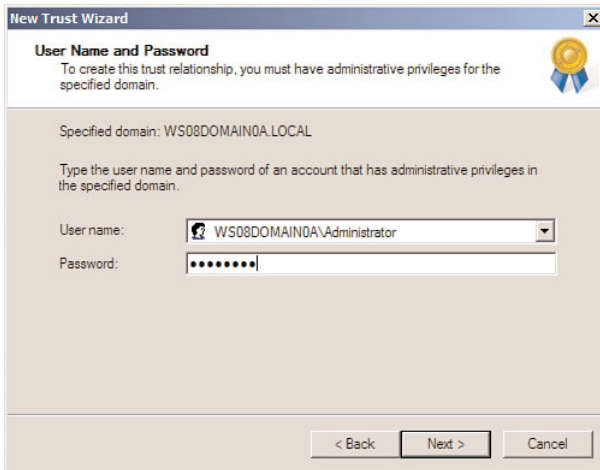 New Trust Wizard
User Name and Password
To create this trust relationship, you must have administrative privileges for the
specified domain.
Specified domain: WS08DOMAIN0A.LOCAL
Type the user name and password of an account that has administrative privileges in
the specified domain.
User name:
WS08DOMAIN0A\Administrator
Password:
••••••••
< Back
Next >
Cancel